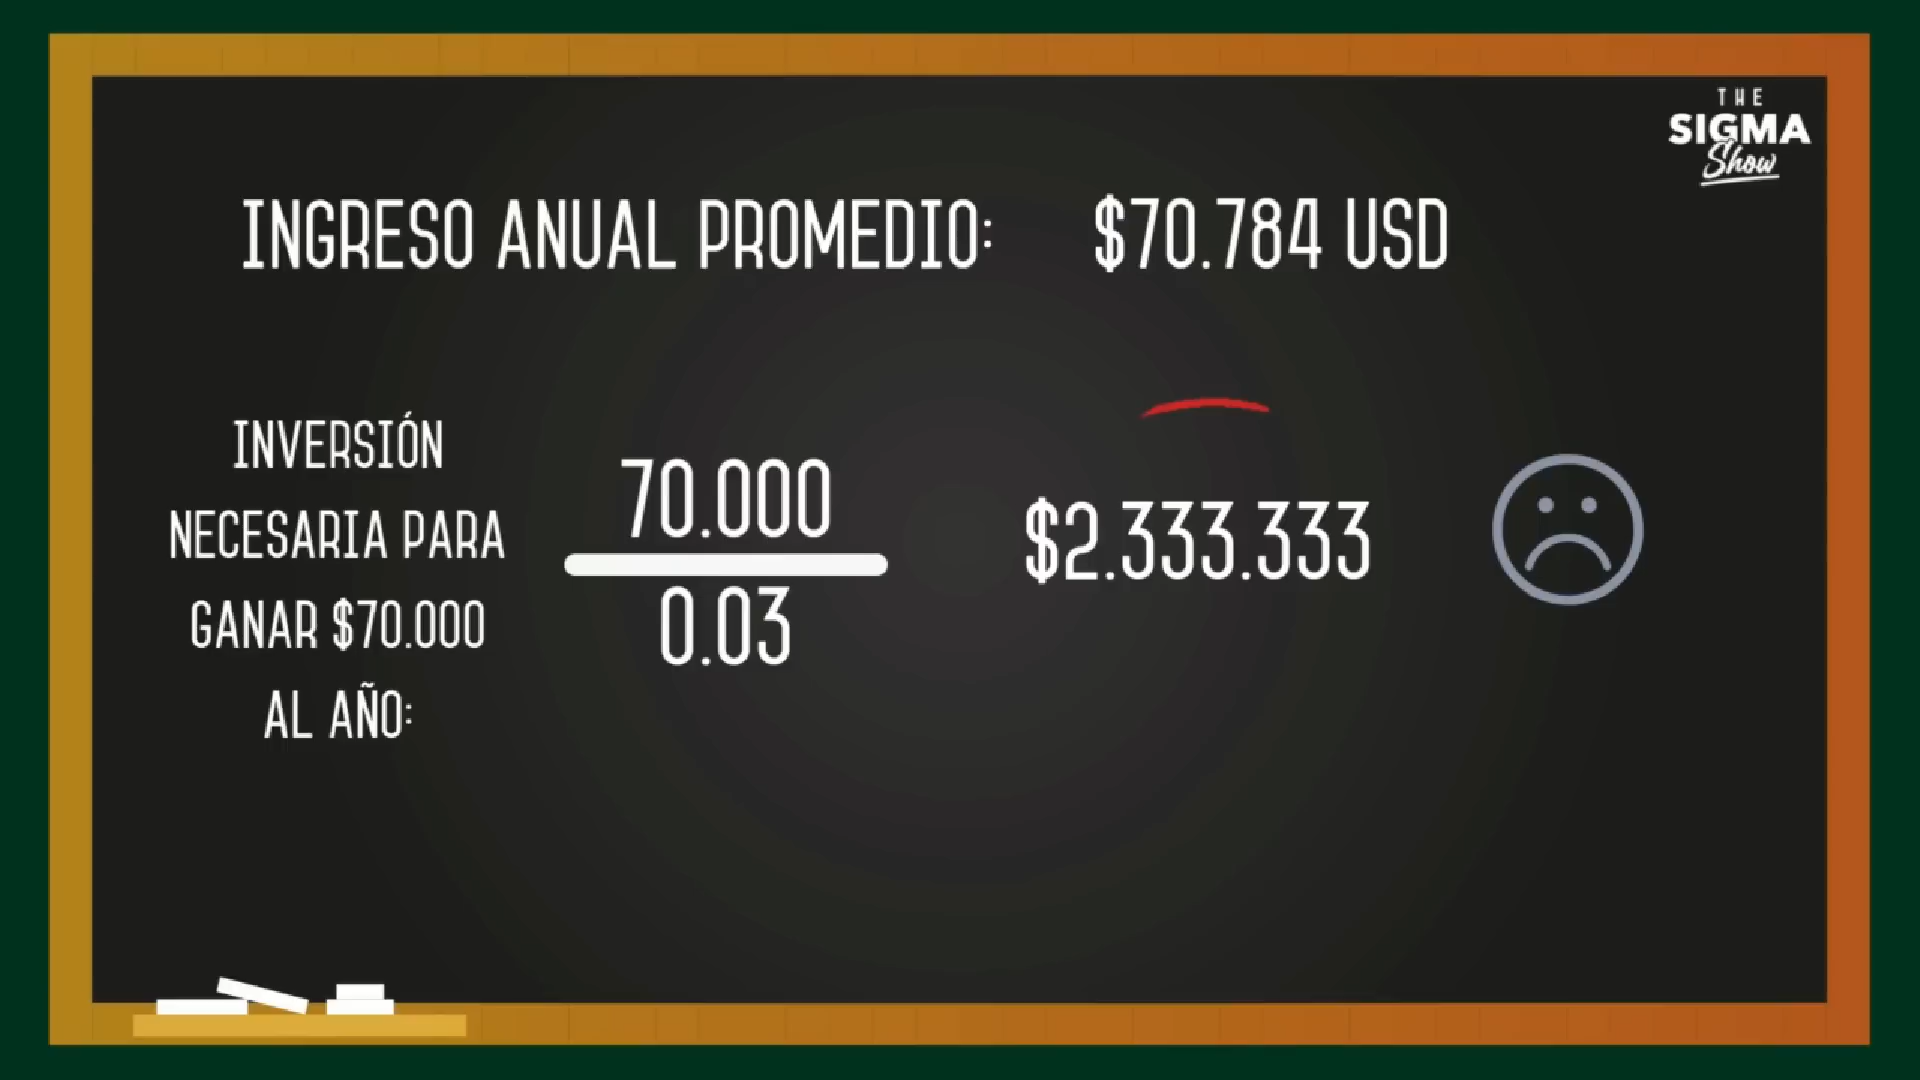 THE
SIGMA
Show
INGRESO ANUAL PROMEDIO: $70.784 USD
INVERSIÓN
NECESARIA PARA
GANAR $70.000
AL AÑO:
70.000
0.03
$2.333.333